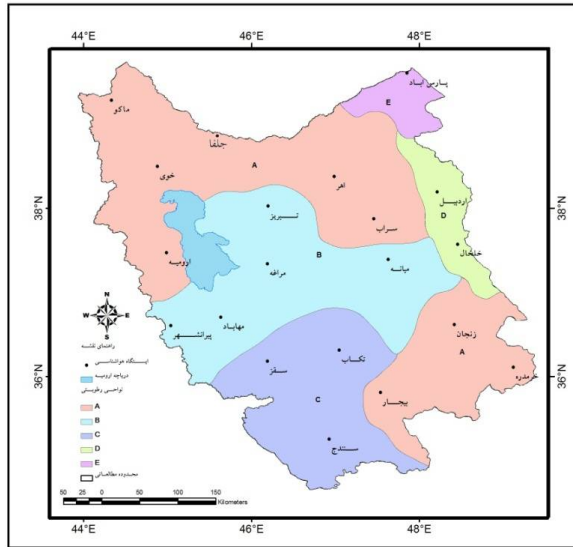 44°E 46°E 48°E
پارس آباد
E
ماکو
جلفا
A
خوی
اهر
38°N 38°N
اردبیل
تبریز
D
سراب
خلخال
ارومیه
B
میانه
مراغه
N
W E
S
مهاباد
پیرانشهر
زنجان
راهنمای نقشه
ایستگاه هواشناسی
تکاب
A
دریاچه ارومیه
سقز
خرمدره
36°N 36°N
نواحی رطوبتی
بیجار
A
C
B
C
سنندج
D
E
محدوده مطالعاتی
50 25 0 50 100 150
Kilometers
44°E 46°E 48°E